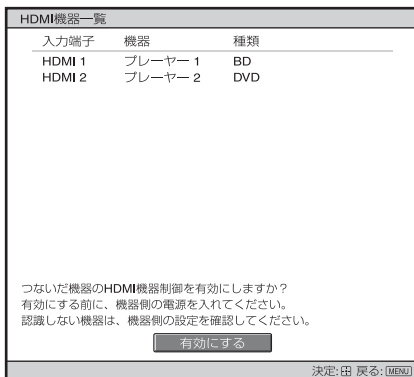 HDMI機器一覧
入力端子 機器 種類
HDMI 1 プレーヤー 1 BD
HDMI 2 プレーヤー 2 DVD
つないだ機器のHDMI機器制御を有効にしますか？
有効にする前に、機器側の電源を入れてください。
認識しない機器は、機器側の設定を確認してください。
有効にする
決定: 戻る: MENU